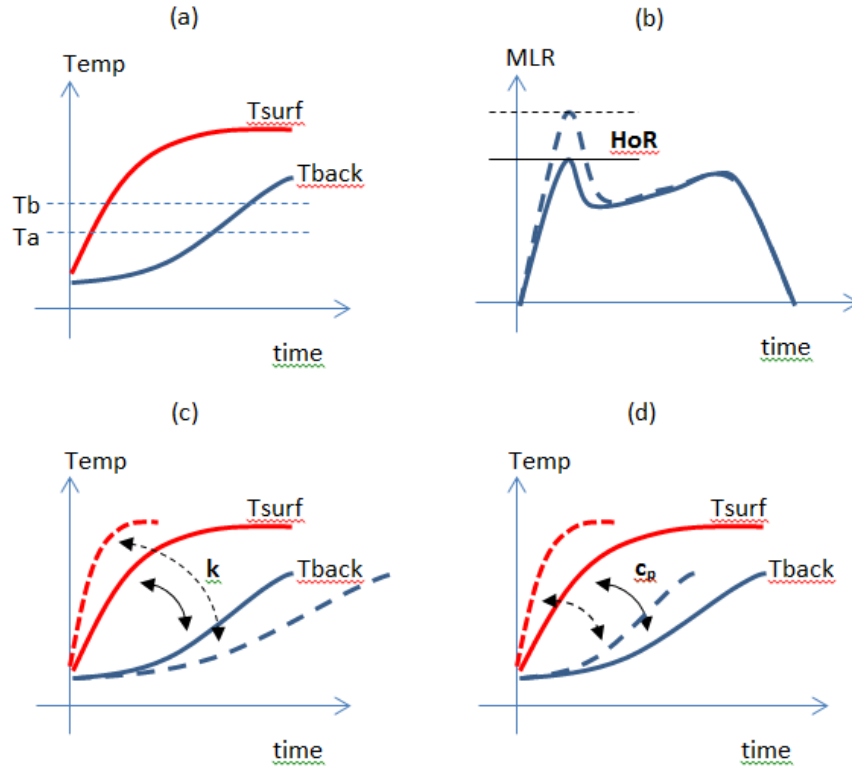 (a)
Temp
Tsurf
Tback
Tb
Ta
time
(b)
MLR
HoR
time
(c)
Temp
Tsurf
k
Tback
time
(d)
Temp
Tsurf
cp
Tback
time